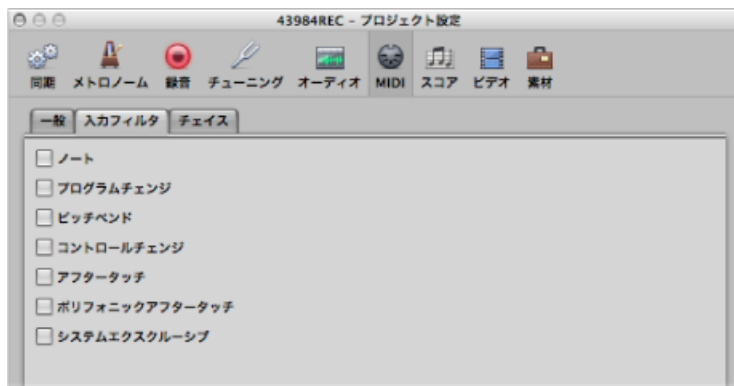 43984REC – プロジェクト設定
同期 メトロノーム 録音 チューニング オーディオ MIDI スコア ビデオ 素材
一般 入力フィルタ チェイス
ノート
プログラムチェンジ
ピッチベンド
コントロールチェンジ
アフタータッチ
ポリフォニックアフタータッチ
システムエクスクルーシブ